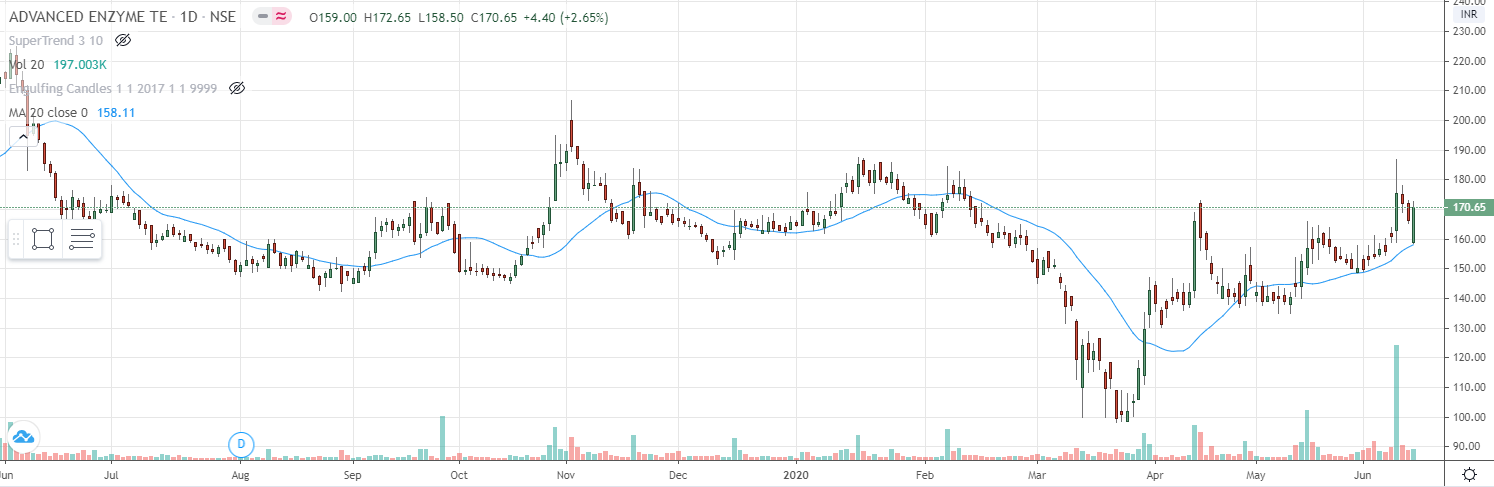 ADVANCED ENZYME TE · 1D · NSE O159.00 H172.65 L158.50 C170.65 +4.40 (+2.65%)
SuperTrend 3 10
Vol 20 197.003K
Engulfing Candles 1 1 2017 1 1 9999
MA 20 close 0 158.11
INR
240.00
230.00
220.00
210.00
200.00
190.00
180.00
170.65
160.00
150.00
140.00
130.00
120.00
110.00
100.00
90.00
D
Jun Jul Aug Sep Oct Nov Dec 2020 Feb Mar Apr May Jun